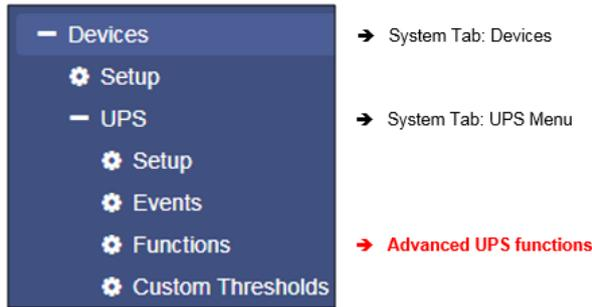 Devices → System Tab: Devices
Setup
UPS → System Tab: UPS Menu
Setup
Events
Functions → Advanced UPS functions
Custom Thresholds